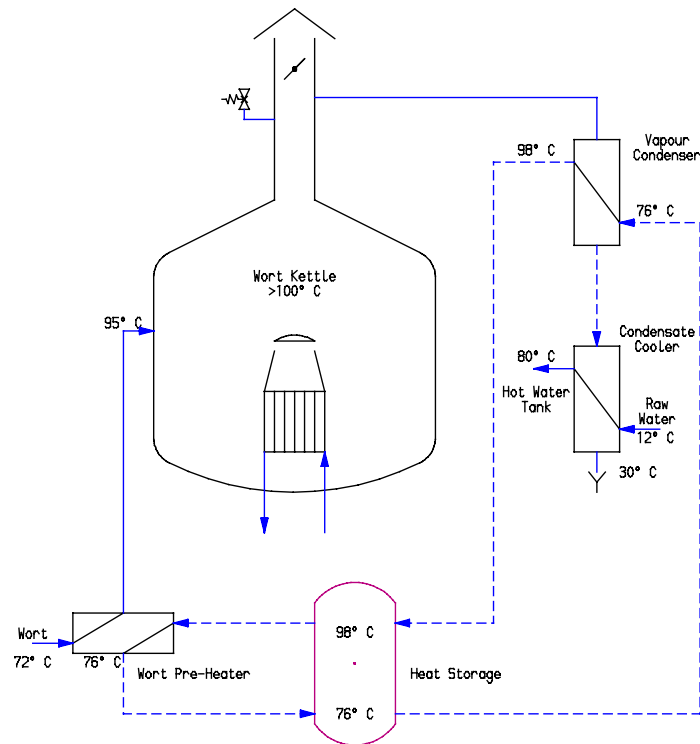 Vapour
Condenser
98° C
76° C
Wort Kettle
>100° C
95° C
Condensate
Cooler
80° C
Hot Water
Tank
Raw
Water
12° C
30° C
Wort
72° C
76° C
Wort Pre-Heater
98° C
76° C
Heat Storage